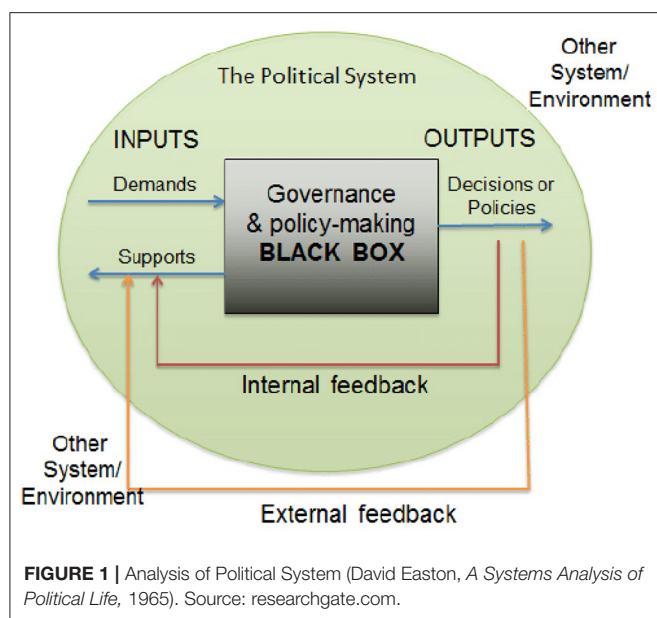 Other
System/
Environment
The Political System
INPUTS
OUTPUTS
Demands
Governance
& policy-making
BLACK BOX
Decisions or
Policies
Supports
Internal feedback
Other
System/
Environment
External feedback
FIGURE 1 | Analysis of Political System (David Easton, A Systems Analysis of
Political Life, 1965). Source: researchgate.com.